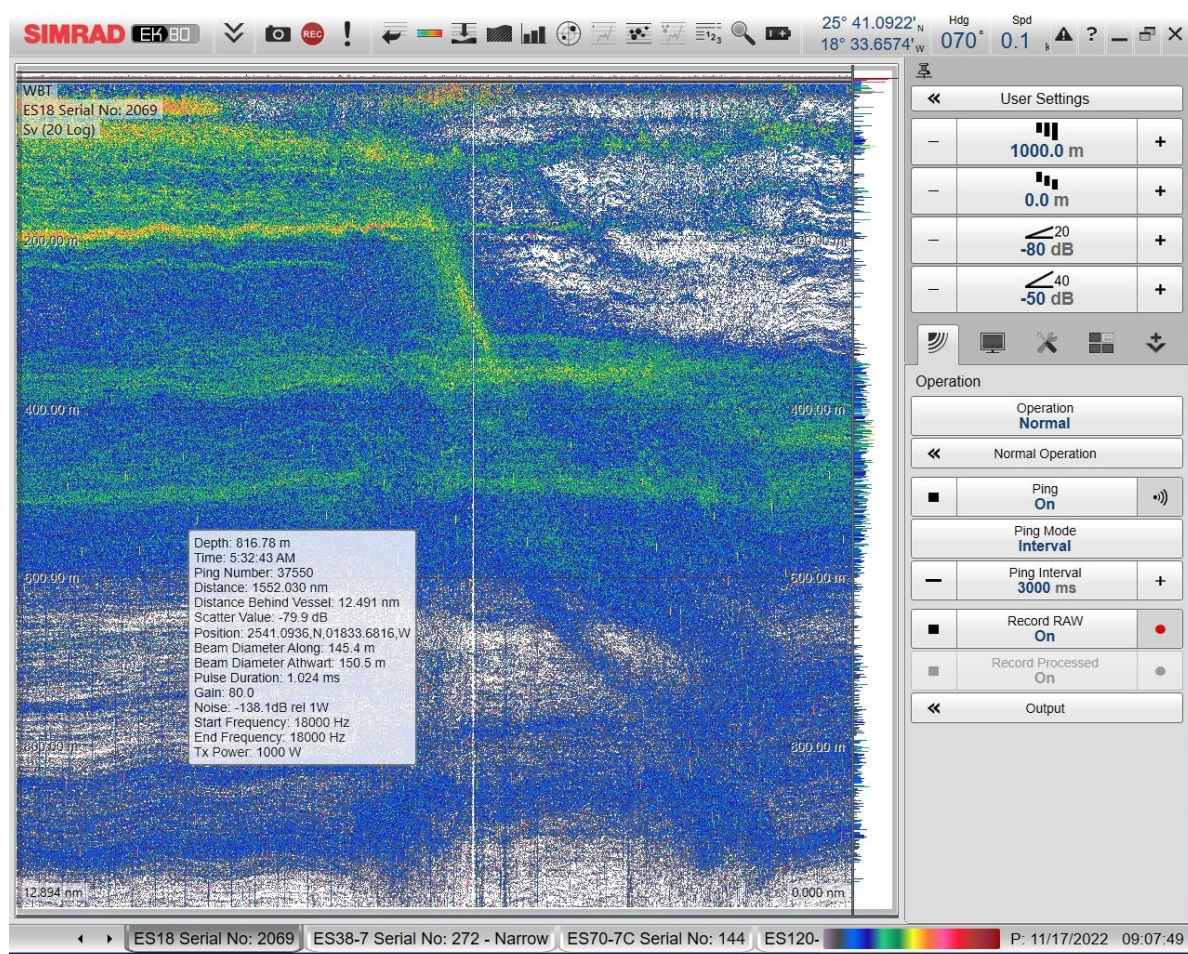 SIMRAD EK80
REC
25° 41.0922' N
18° 33.6574' W
Hdg
070°
Spd
0.1 k
WBT
ES18 Serial No: 2069
Sv (20 Log)
200.00 m
200.00 m
400.00 m
400.00 m
600.00 m
600.00 m
800.00 m
800.00 m
Depth: 816.78 m
Time: 5:32:43 AM
Ping Number: 37550
Distance: 1552.030 nm
Distance Behind Vessel: 12.491 nm
Scatter Value: -79.9 dB
Position: 2541.0936,N,01833.6816,W
Beam Diameter Along: 145.4 m
Beam Diameter Athwart: 150.5 m
Pulse Duration: 1.024 ms
Gain: 80.0
Noise: -138.1dB rel 1W
Start Frequency: 18000 Hz
End Frequency: 18000 Hz
Tx Power: 1000 W
12.894 nm
0.000 nm
User Settings
1000.0 m
0.0 m
20
-80 dB
40
-50 dB
Operation
Operation
Normal
Normal Operation
Ping
On
Ping Mode
Interval
Ping Interval
3000 ms
Record RAW
On
Record Processed
On
Output
ES18 Serial No: 2069
ES38-7 Serial No: 272 - Narrow
ES70-7C Serial No: 144
ES120-
P: 11/17/2022 09:07:49